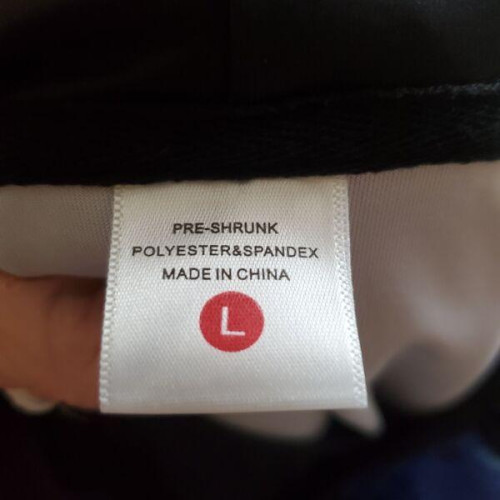 PRE-SHRUNK
POLYESTER&SPANDEX
MADE IN CHINA
L